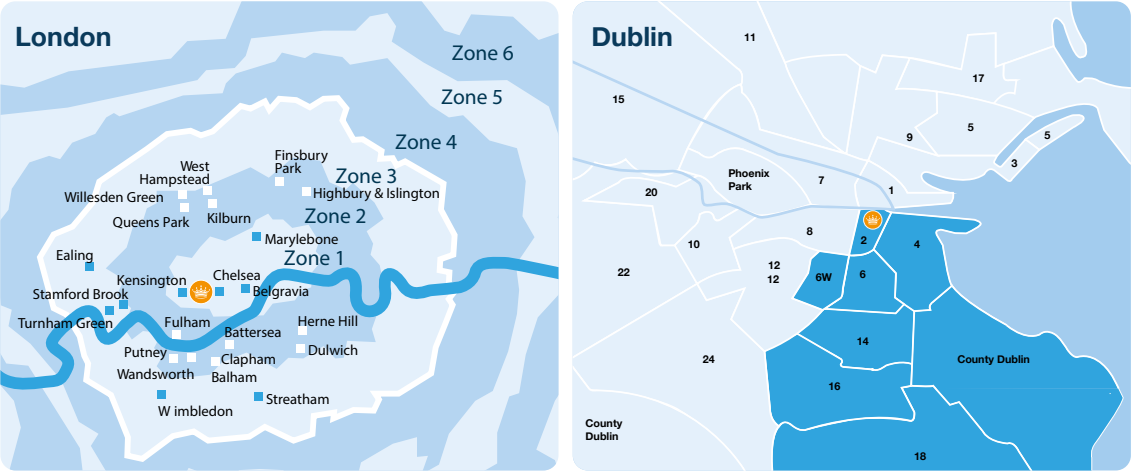 London
Zone 6
Zone 5
Zone 4
Finsbury
Park
West
Hampstead
Zone 3
Willesden Green
Highbury & Islington
Queens Park
Kilburn
Zone 2
Marylebone
Ealing
Zone 1
Kensington
Chelsea
Belgravia
Stamford Brook
Turnham Green
Fulham
Battersea
Herne Hill
Putney
Clapham
Dulwich
Wandsworth
Balham
W imbledon
Streatham
Dublin
11
17
15
5
5
9
3
Phoenix
Park
7
20
1
8
2
4
10
12
12
22
6W
6
14
24
County Dublin
16
County
Dublin
18